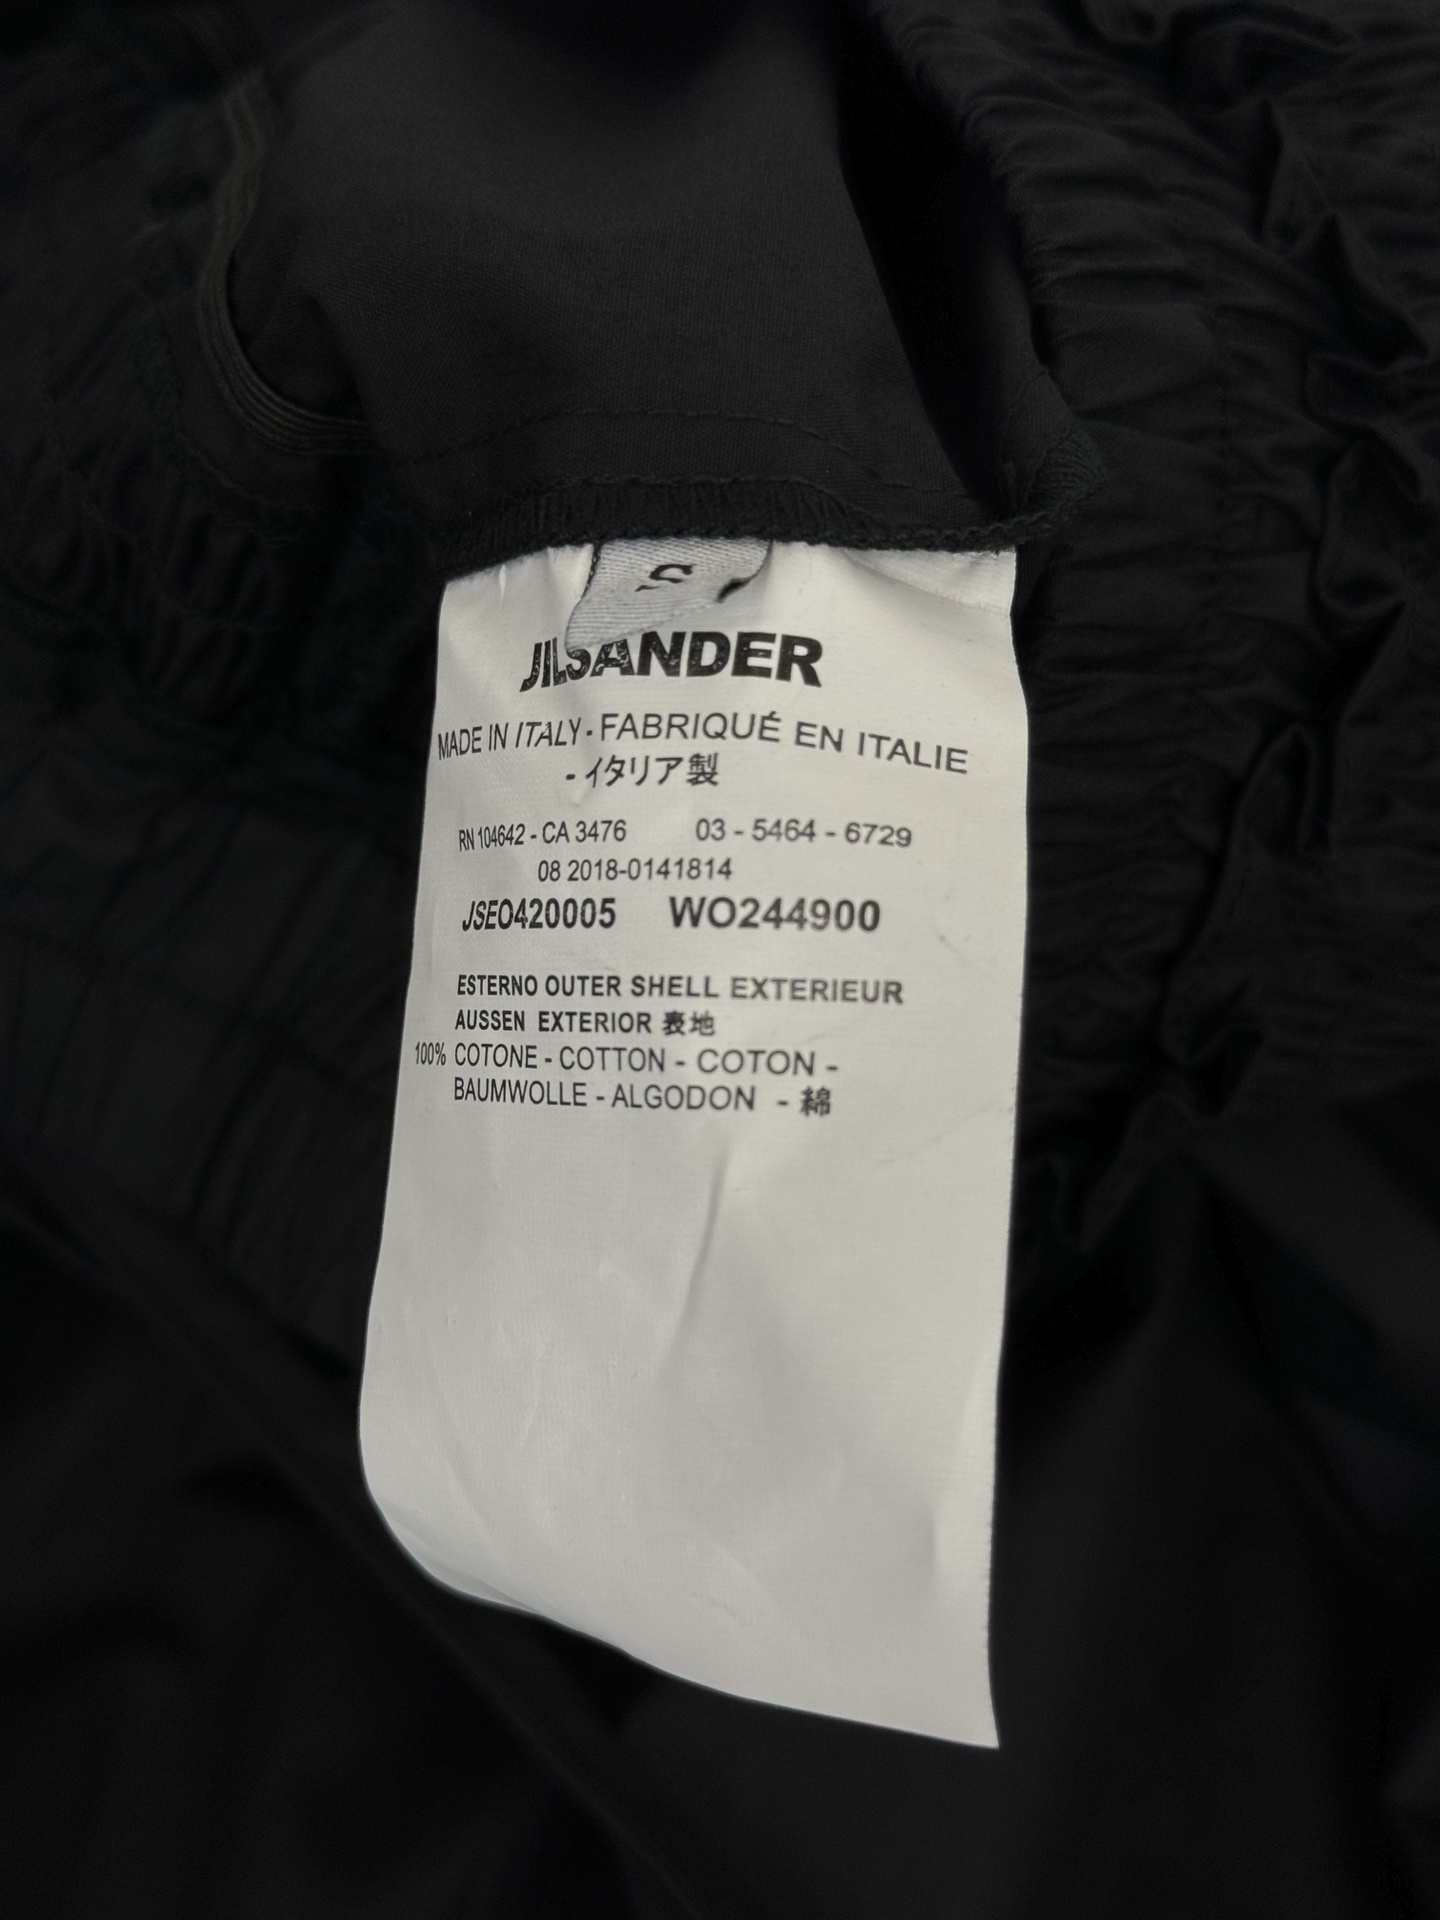 S
JILSANDER
MADE IN ITALY - FABRIQUÉ EN ITALIE
- イタリア製
RN 104642 - CA 3476 03 - 5464 - 6729
08 2018-0141814
JSEO420005 WO244900
ESTERNO OUTER SHELL EXTERIEUR
AUSSEN EXTERIOR 表地
100% COTONE - COTTON - COTON -
BAUMWOLLE - ALGODON - 綿